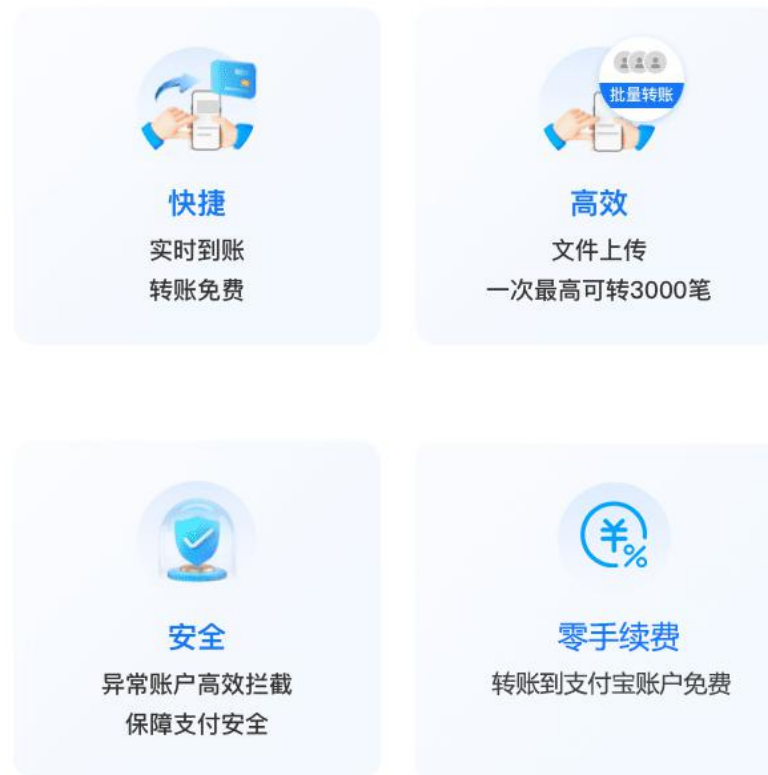 快捷
实时到账
转账免费
批量转账
高效
文件上传
一次最高可转3000笔
安全
异常账户高效拦截
保障支付安全
零手续费
转账到支付宝账户免费